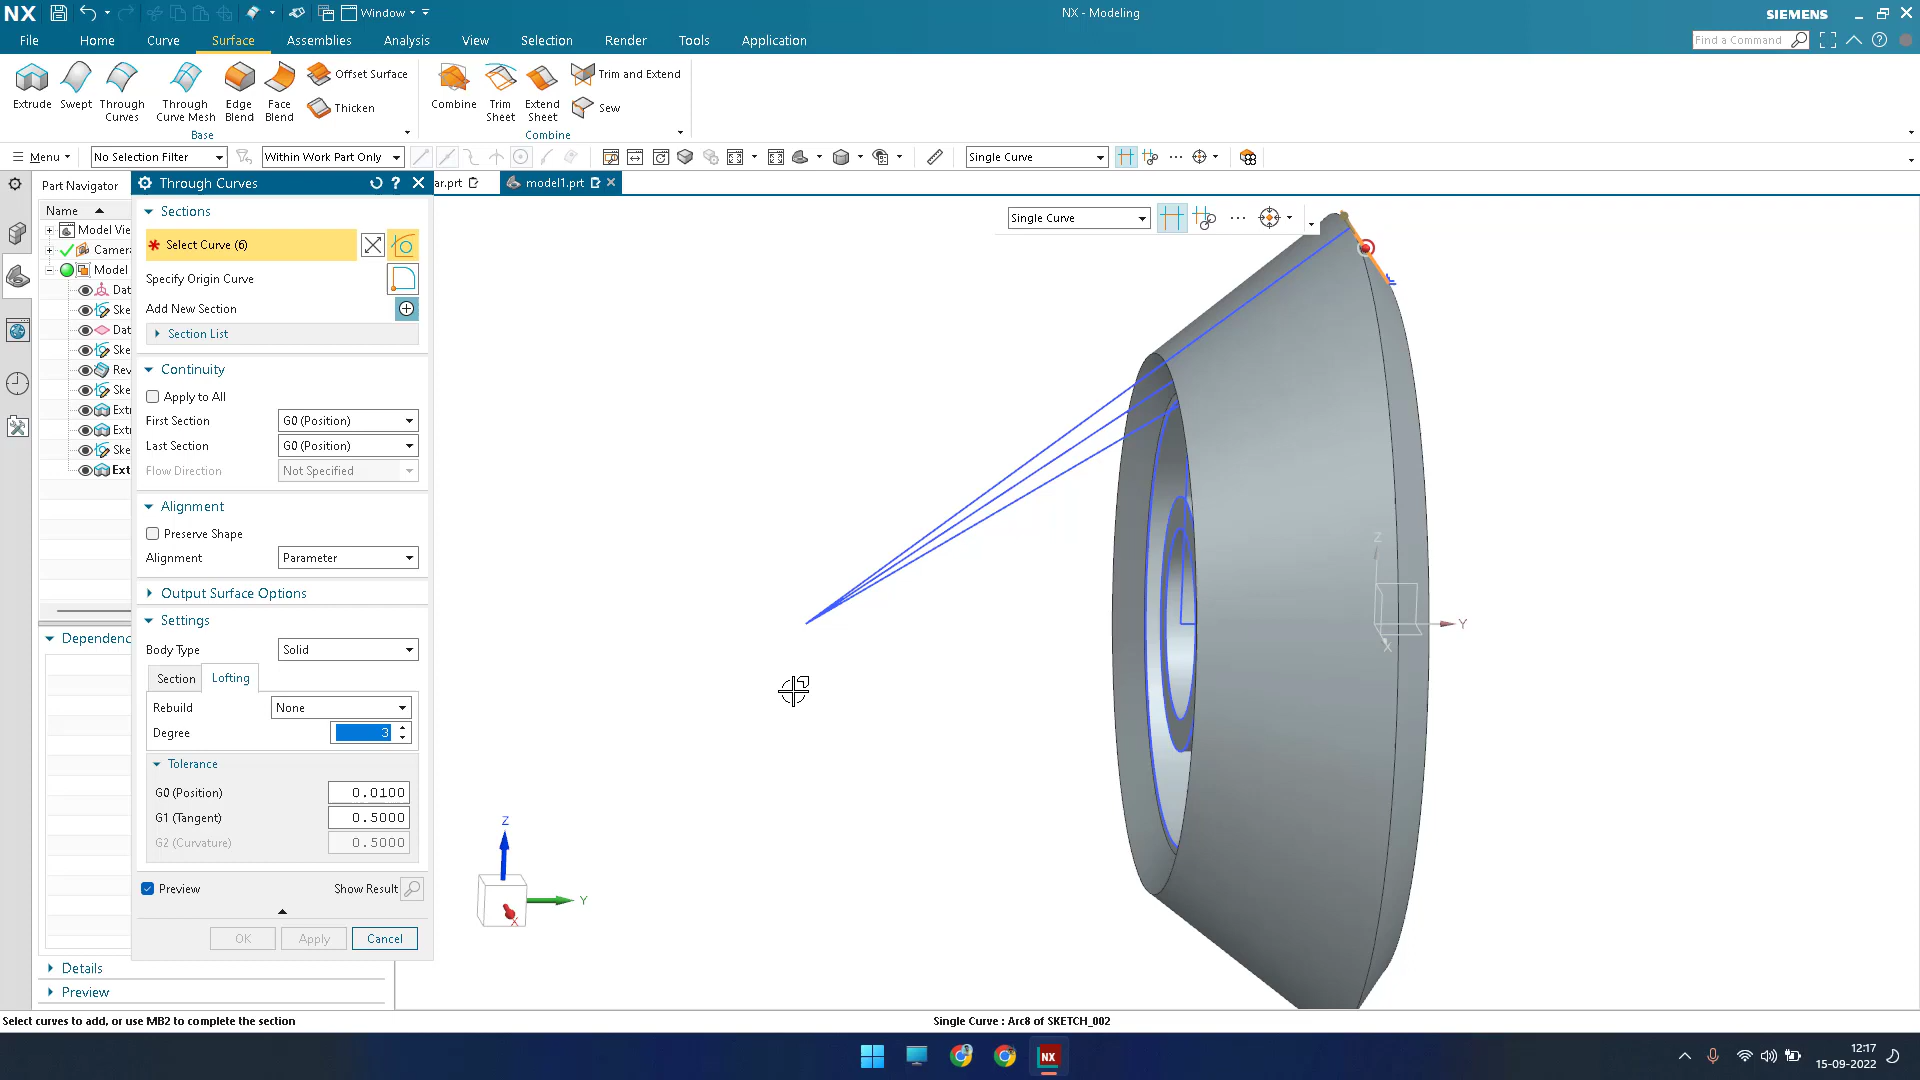 NX
Window
NX - Modeling
SIEMENS
File
Home
Curve
Surface
Assemblies
Analysis
View
Selection
Render
Tools
Application
Find a Command
Extrude
Swept
Through Curves
Through Curve Mesh
Edge Blend
Face Blend
Offset Surface
Thicken
Base
Combine
Trim Sheet
Extend Sheet
Trim and Extend
Sew
Combine
Menu
No Selection Filter
Within Work Part Only
Single Curve
Part Navigator
Through Curves
ar.prt
model1.prt
Name
Model Vie
Camera
Model
Dat
Ske
Dat
Ske
Rev
Ske
Extr
Extr
Ske
Ext
Dependenc
Details
Preview
Sections
* Select Curve (6)
Specify Origin Curve
Add New Section
Section List
Continuity
Apply to All
First Section
G0 (Position)
Last Section
G0 (Position)
Flow Direction
Not Specified
Alignment
Preserve Shape
Alignment
Parameter
Output Surface Options
Settings
Body Type
Solid
Section
Lofting
Rebuild
None
Degree
3
Tolerance
G0 (Position)
0.0100
G1 (Tangent)
0.5000
G2 (Curvature)
0.5000
Preview
Show Result
OK
Apply
Cancel
Single Curve
Z
Y
X
Z
Y
X
Select curves to add, or use MB2 to complete the section
Single Curve : Arc8 of SKETCH_002
NX
12:17
15-09-2022